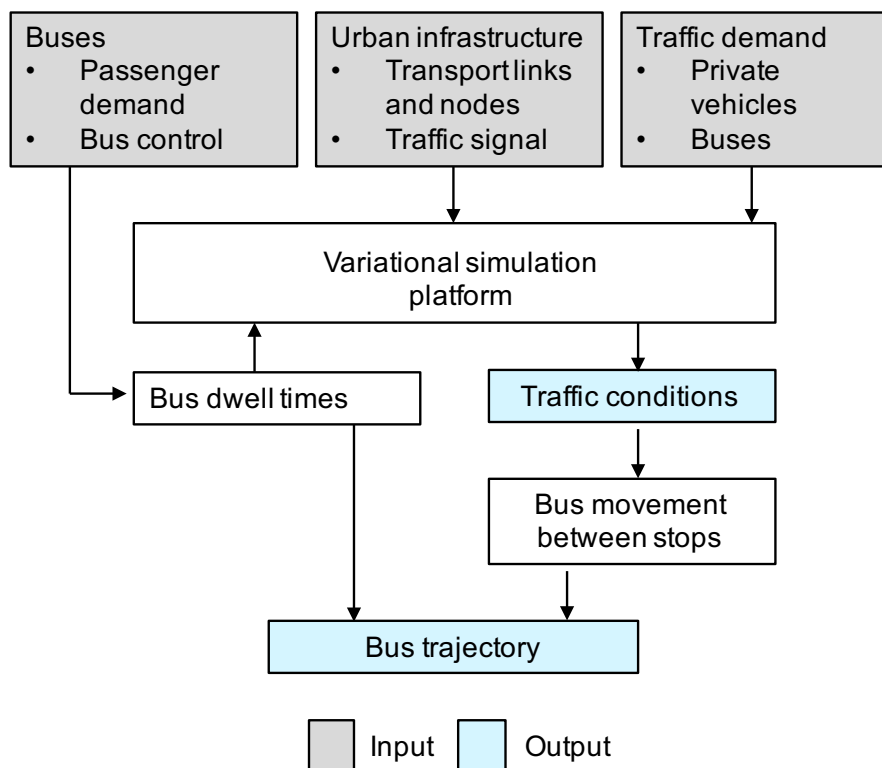 Buses
• Passenger
demand
• Bus control
Urban infrastructure
• Transport links
and nodes
• Traffic signal
Traffic demand
• Private
vehicles
• Buses
Variational simulation
platform
Bus dwell times
Traffic conditions
Bus movement
between stops
Bus trajectory
Input
Output